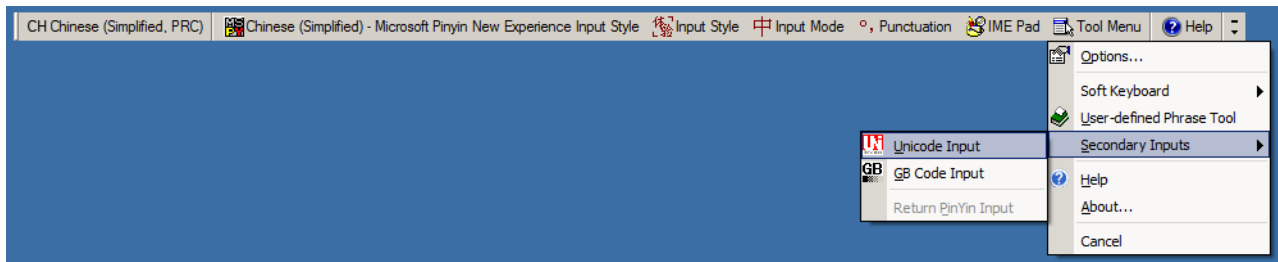 CH Chinese (Simplified, PRC) Chinese (Simplified) - Microsoft Pinyin New Experience Input Style Input Style 中 Input Mode °, Punctuation IME Pad Tool Menu Help
Options...
Soft Keyboard
User-defined Phrase Tool
Secondary Inputs
Help
About...
Cancel
Unicode Input
GB GB Code Input
Return PinYin Input